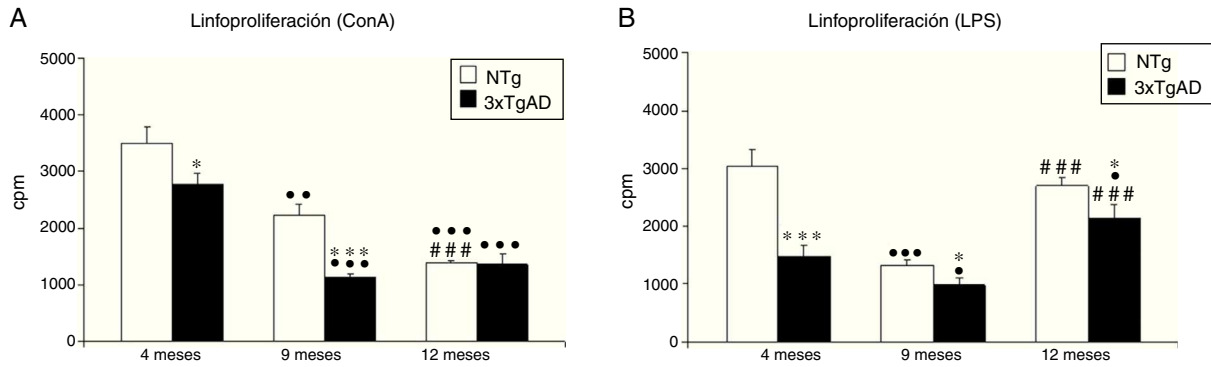 A
Linfoproliferación (ConA)
5000
4000
3000
2000
1000
0
cpm
NTg
3xTgAD
*
● ●
* * *
● ● ●
● ● ●
# # #
● ● ●
4 meses
9 meses
12 meses
B
Linfoproliferación (LPS)
5000
4000
3000
2000
1000
0
cpm
NTg
3xTgAD
* * *
● ● ●
*
●
# # #
*
●
# # #
4 meses
9 meses
12 meses